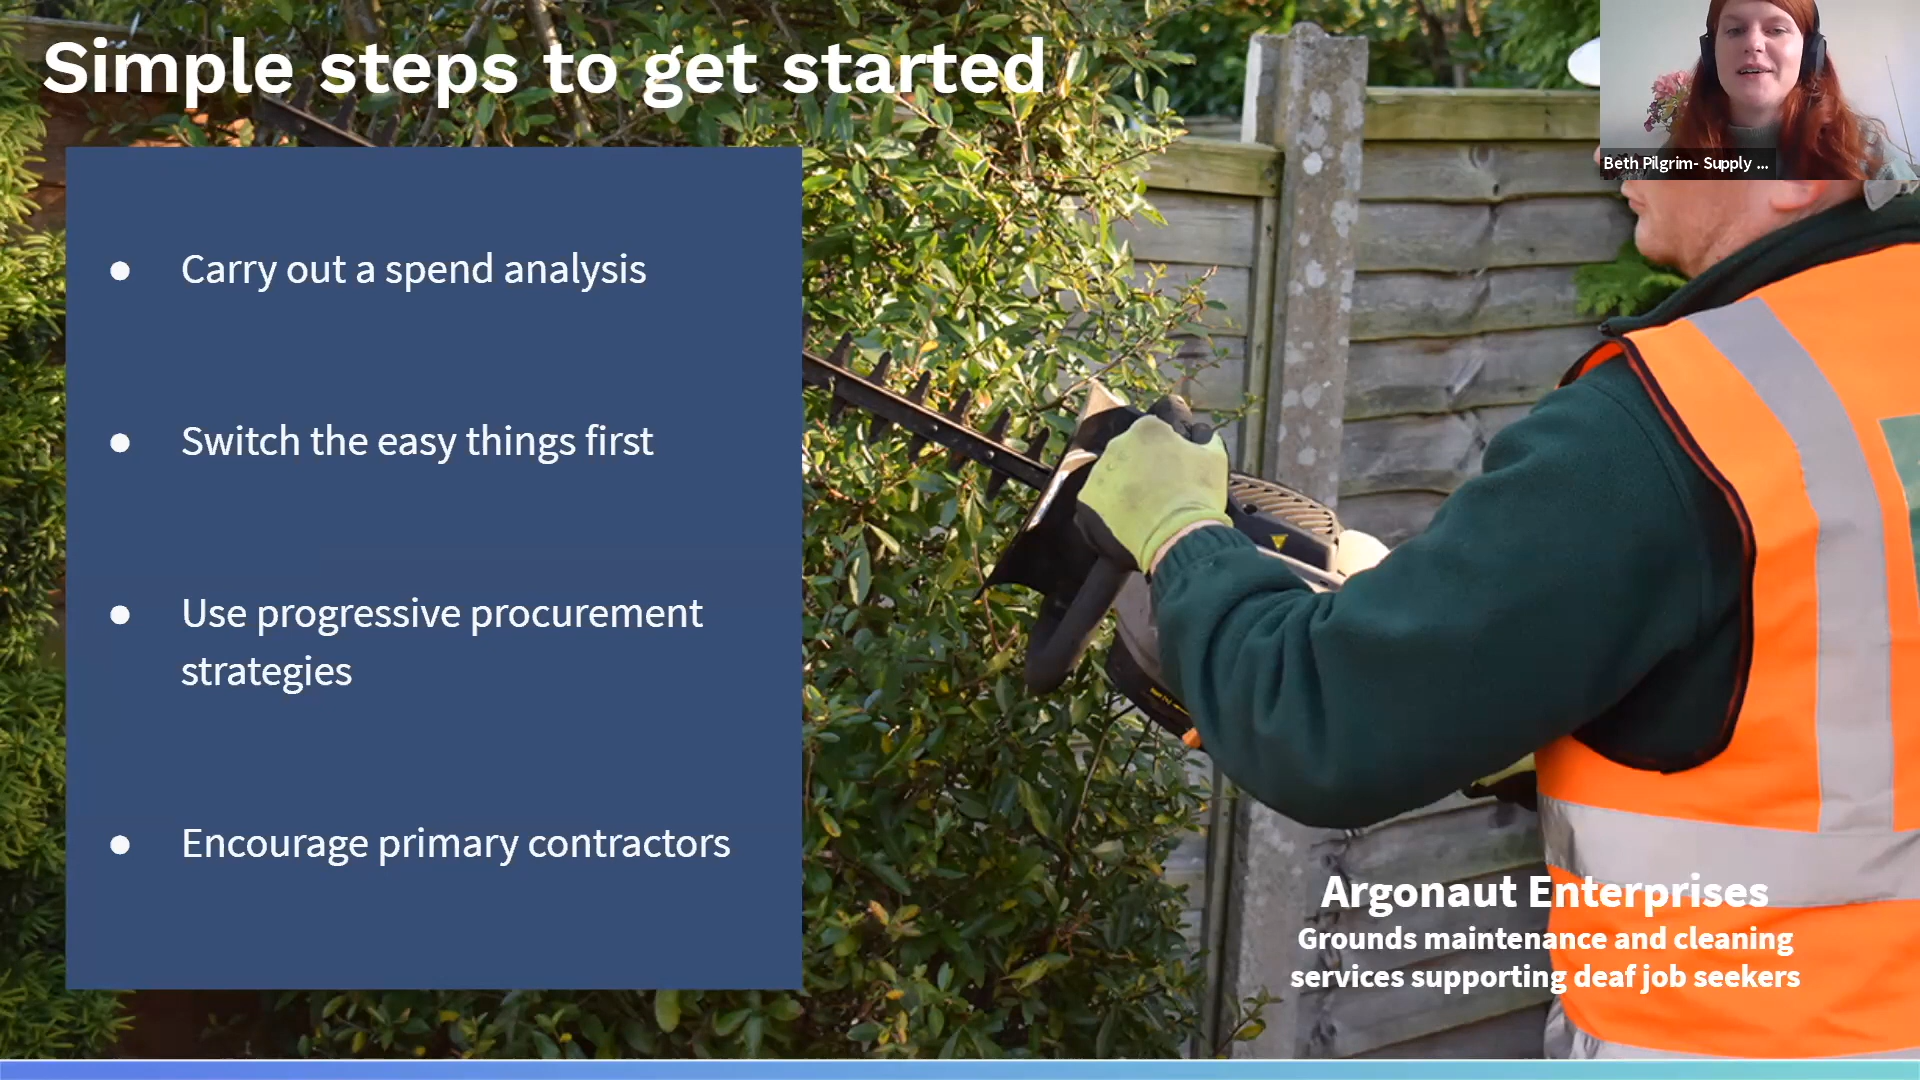 Simple steps to get started
Beth Pilgrim- Supply ...
● Carry out a spend analysis
● Switch the easy things first
● Use progressive procurement
strategies
● Encourage primary contractors
Argonaut Enterprises
Grounds maintenance and cleaning
services supporting deaf job seekers